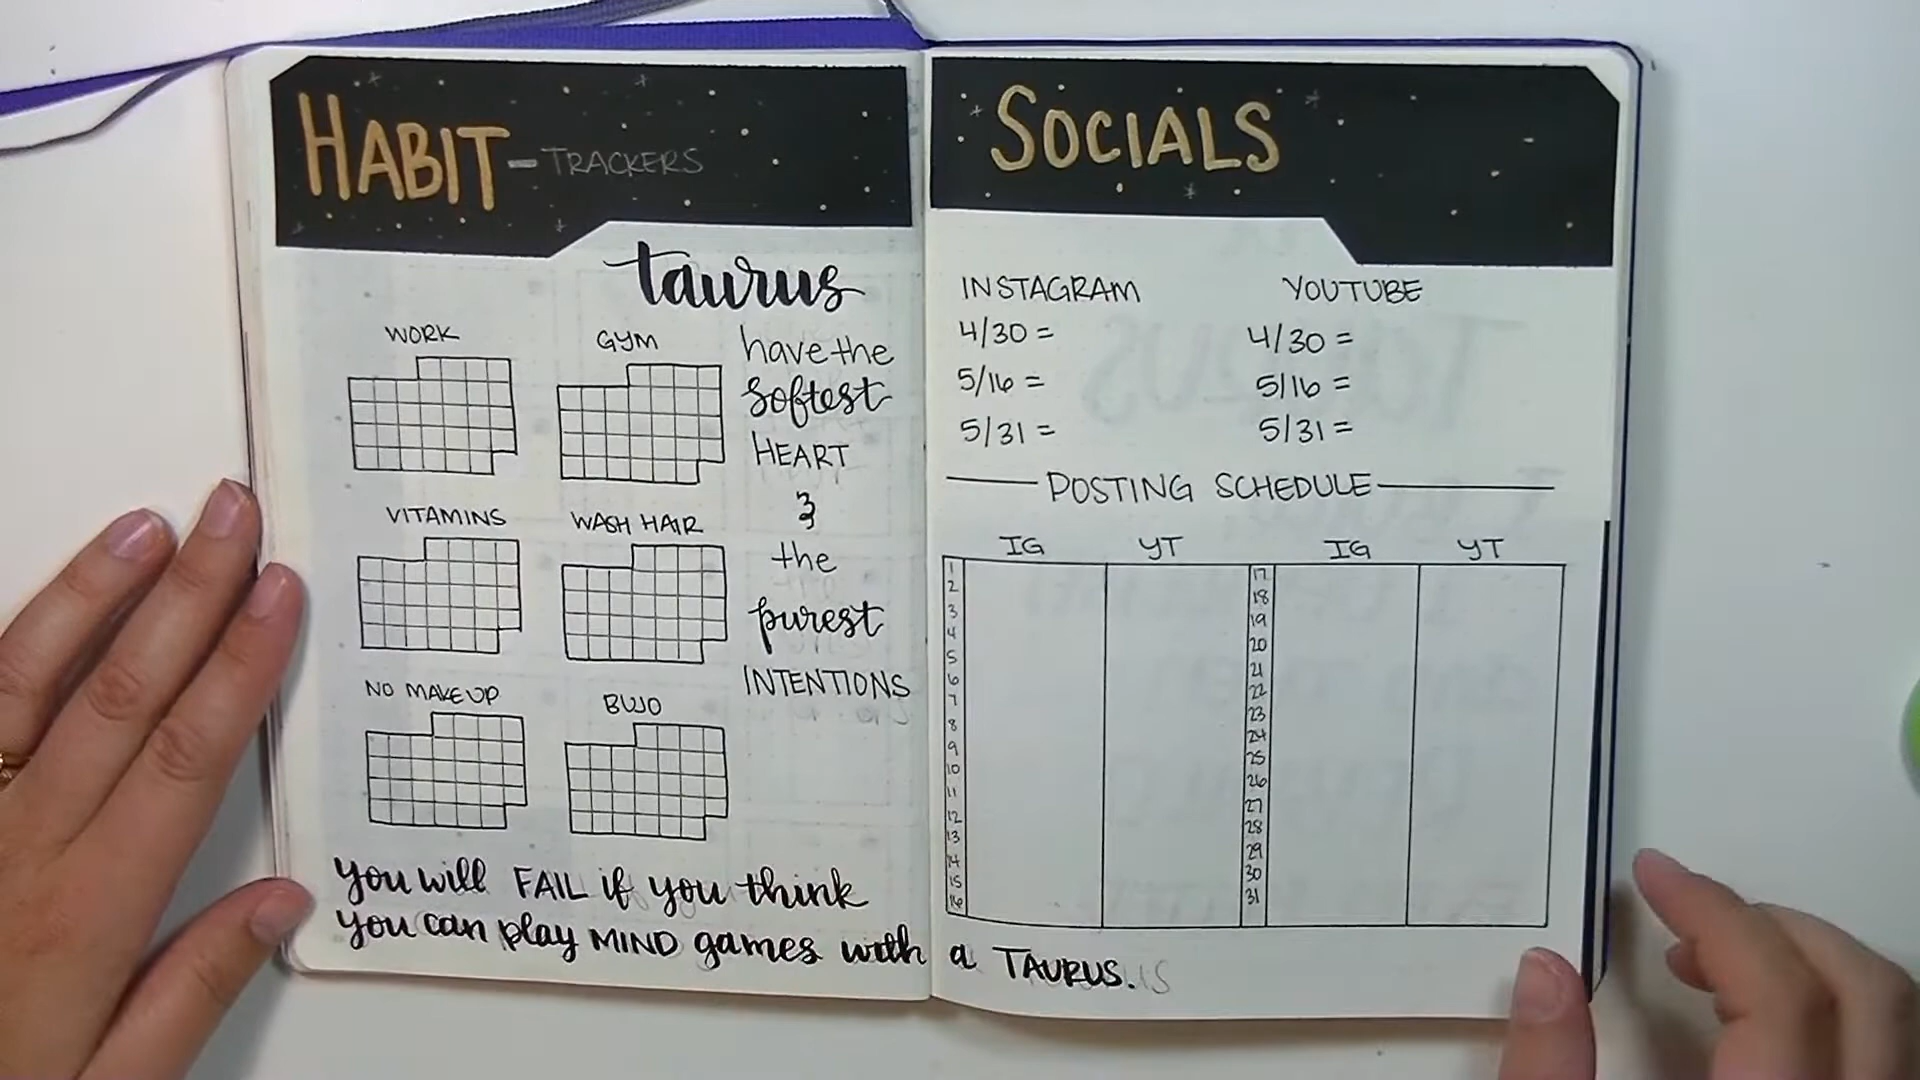 HABIT-TRACKERS
taurus
have the
softest
HEART
&
the
purest
INTENTIONS
WORK
GYM
VITAMINS
WASH HAIR
NO MAKEUP
BUJO
you will FAIL if you think
you can play MIND games with a TAURUS.
SOCIALS
INSTAGRAM
4/30 =
5/16 =
5/31 =
YOUTUBE
4/30 =
5/16 =
5/31 =
POSTING SCHEDULE
IG YT IG YT
1 17
2 18
3 19
4 20
5 21
6 22
7 23
8 24
9 25
10 26
11 27
12 28
13 29
14 30
15 31
16